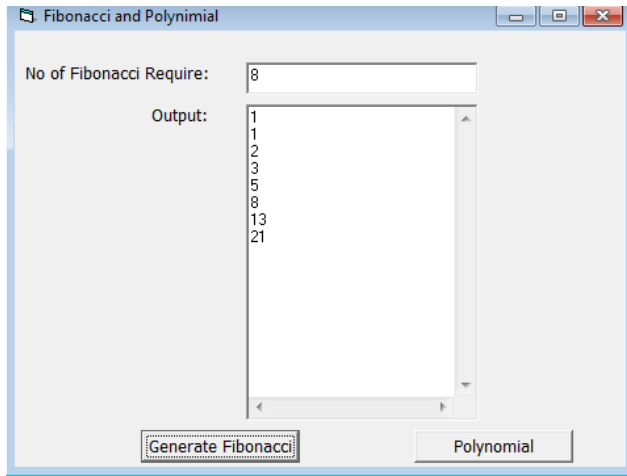 Fibonacci and Polynimial
No of Fibonacci Require: 8
Output:
1
1
2
3
5
8
13
21
Generate Fibonacci Polynomial